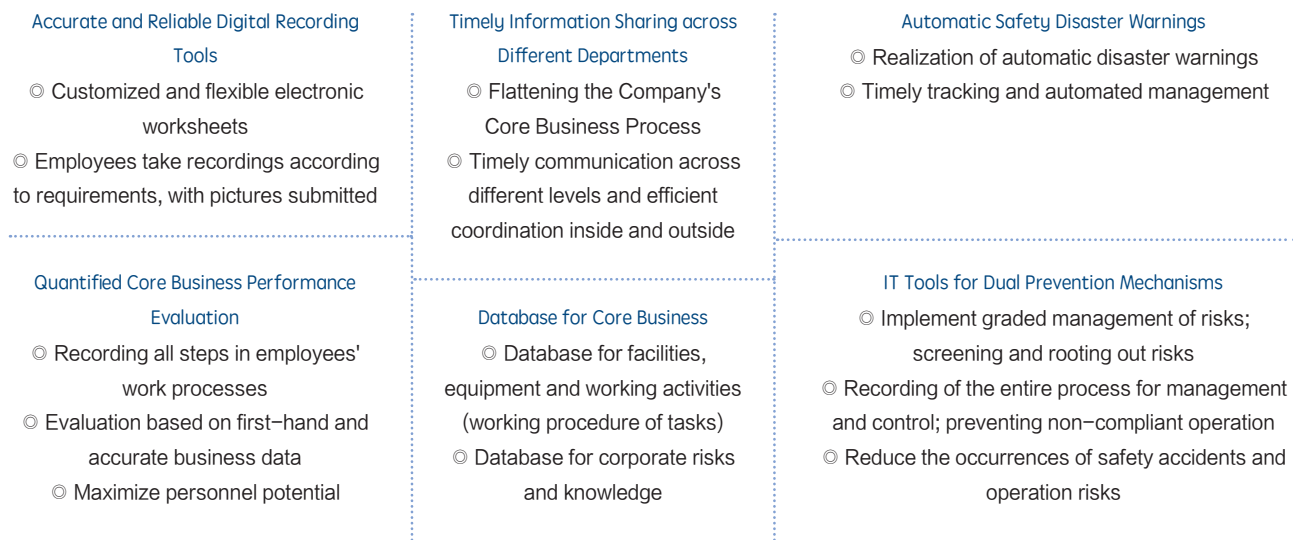 Accurate and Reliable Digital Recording
Tools
◎ Customized and flexible electronic
worksheets
◎ Employees take recordings according
to requirements, with pictures submitted
Timely Information Sharing across
Different Departments
◎ Flattening the Company's
Core Business Process
◎ Timely communication across
different levels and efficient
coordination inside and outside
Automatic Safety Disaster Warnings
◎ Realization of automatic disaster warnings
◎ Timely tracking and automated management
Quantified Core Business Performance
Evaluation
◎ Recording all steps in employees'
work processes
◎ Evaluation based on first-hand and
accurate business data
◎ Maximize personnel potential
Database for Core Business
◎ Database for facilities,
equipment and working activities
(working procedure of tasks)
◎ Database for corporate risks
and knowledge
IT Tools for Dual Prevention Mechanisms
◎ Implement graded management of risks;
screening and rooting out risks
◎ Recording of the entire process for management
and control; preventing non-compliant operation
◎ Reduce the occurrences of safety accidents and
operation risks